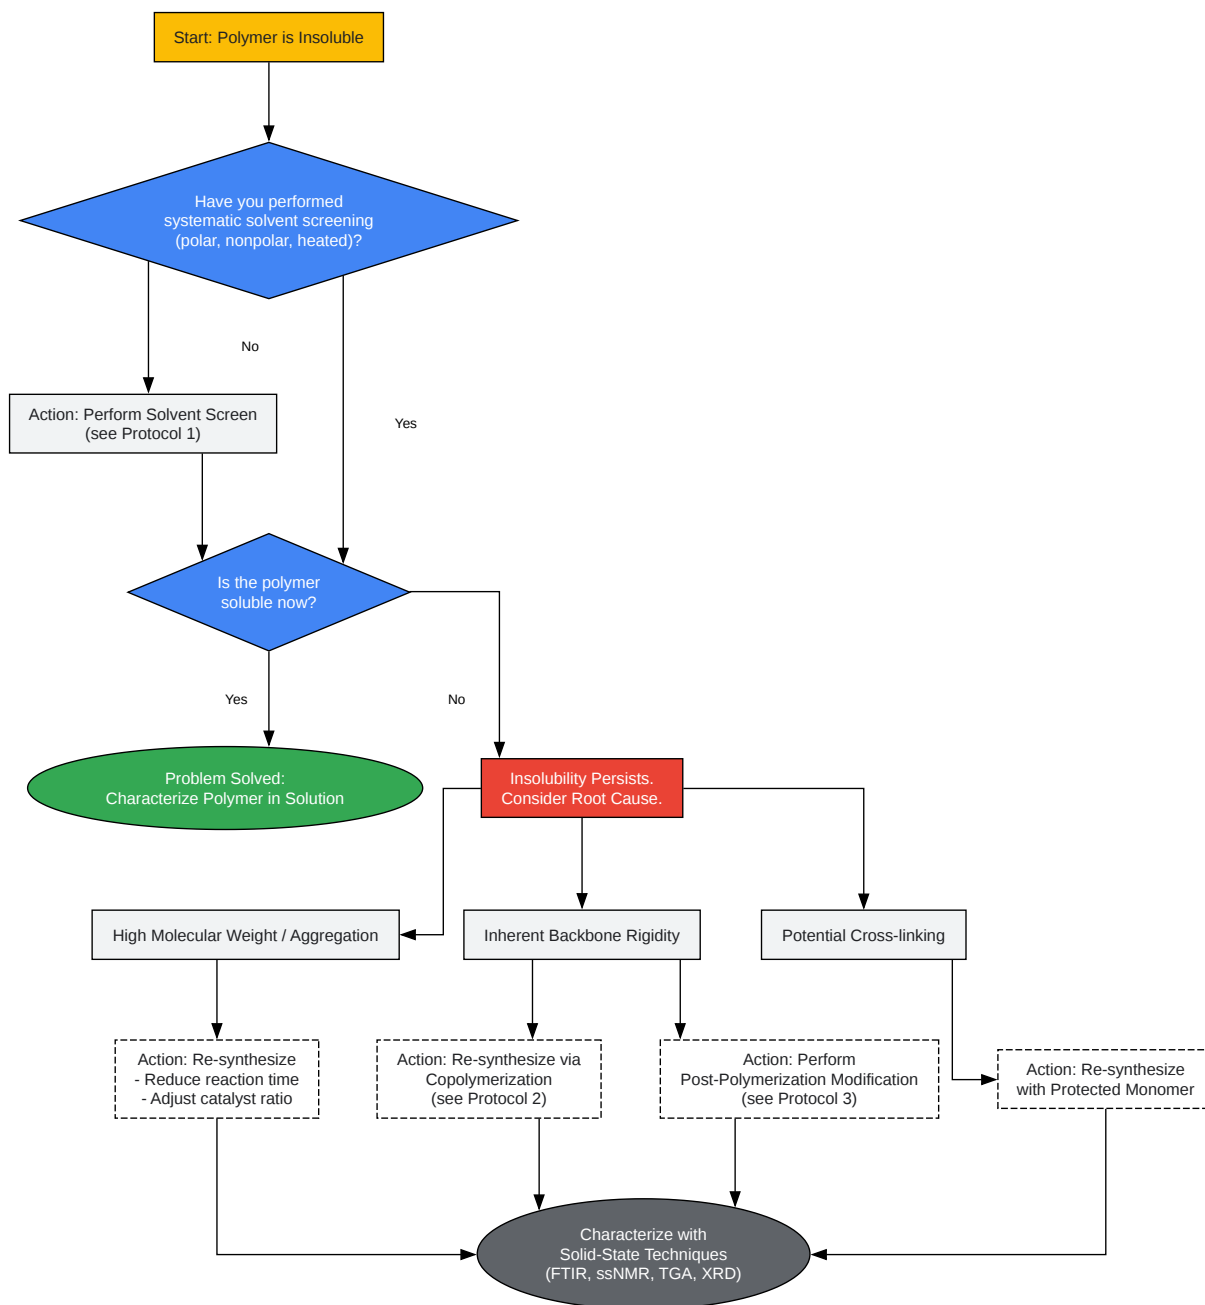 Start: Polymer is Insoluble
Have you performed
systematic solvent screening
(polar, nonpolar, heated)?
No
Action: Perform Solvent Screen
(see Protocol 1)
Yes
Is the polymer
soluble now?
Yes
No
Problem Solved:
Characterize Polymer in Solution
Insolubility Persists.
Consider Root Cause.
High Molecular Weight / Aggregation
Inherent Backbone Rigidity
Potential Cross-linking
Action: Re-synthesize
- Reduce reaction time
- Adjust catalyst ratio
Action: Re-synthesize via
Copolymerization
(see Protocol 2)
Action: Perform
Post-Polymerization Modification
(see Protocol 3)
Action: Re-synthesize
with Protected Monomer
Characterize with
Solid-State Techniques
(FTIR, ssNMR, TGA, XRD)